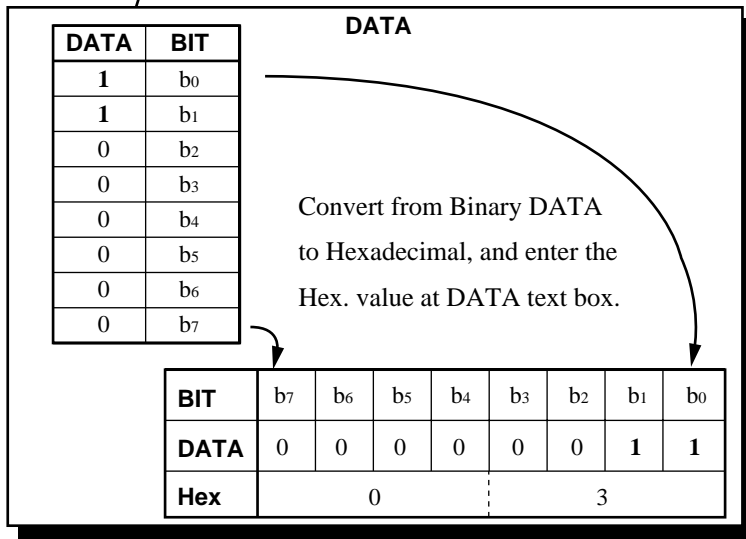 DATA
DATA BIT
1 b0
1 b1
0 b2
0 b3
0 b4
0 b5
0 b6
0 b7
Convert from Binary DATA
to Hexadecimal, and enter the
Hex. value at DATA text box.
BIT b7 b6 b5 b4 b3 b2 b1 b0
DATA 0 0 0 0 0 0 1 1
Hex 0 3